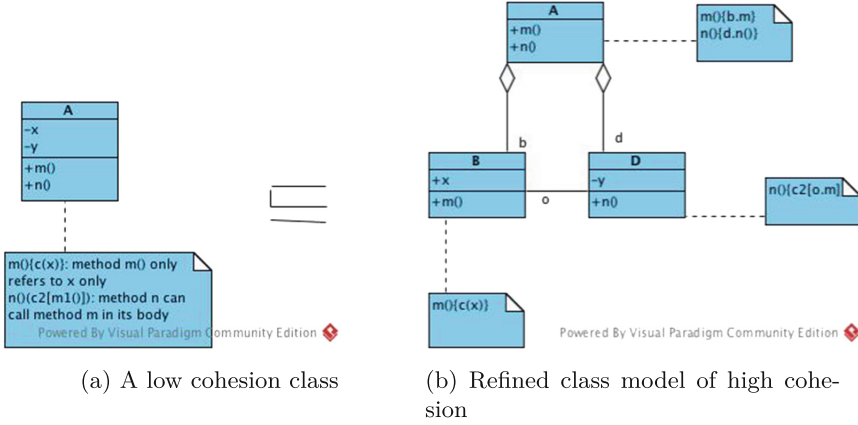 A
-x
-y
+m()
+n()
m(){c(x)}: method m() only
refers to x only
n()(c2[m1()]): method n can
call method m in its body
Powered By Visual Paradigm Community Edition
(a) A low cohesion class
A
+m()
+n()
m(){b.m}
n(){d.n()}
b
d
B
+x
+m()
o
D
-y
+n()
n(){c2[o.m]
m(){c(x)}
Powered By Visual Paradigm Community Edition
(b) Refined class model of high cohe-
sion